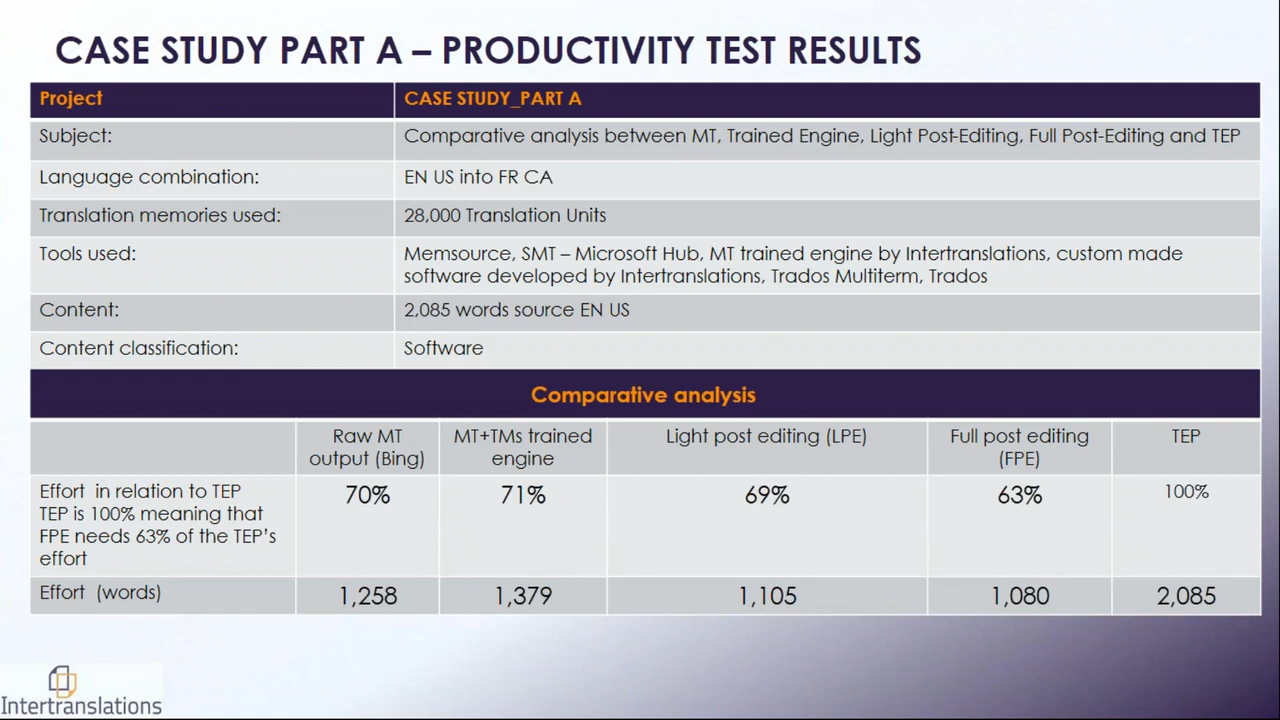 CASE STUDY PART A – PRODUCTIVITY TEST RESULTS
Project
CASE STUDY_PART A
Subject:
Comparative analysis between MT, Trained Engine, Light Post-Editing, Full Post-Editing and TEP
Language combination:
EN US into FR CA
Translation memories used:
28,000 Translation Units
Tools used:
Memsource, SMT – Microsoft Hub, MT trained engine by Intertranslations, custom made
software developed by Intertranslations, Trados Multiterm, Trados
Content:
2,085 words source EN US
Content classification:
Software
Comparative analysis
Raw MT
output (Bing)
MT+TMs trained
engine
Light post editing (LPE)
Full post editing
(FPE)
TEP
Effort in relation to TEP
TEP is 100% meaning that
FPE needs 63% of the TEP's
effort
70%
71%
69%
63%
100%
Effort (words)
1,258
1,379
1,105
1,080
2,085
Intertranslations